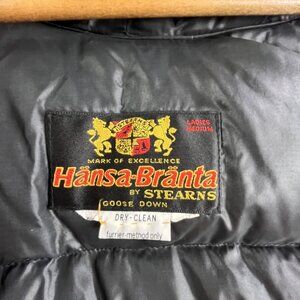 LADIES
MEDIUM
MARK OF EXCELLENCE
Hänsa-Bränta
BY STEARNS
GOOSE DOWN
DRY-CLEAN
furrier-method only